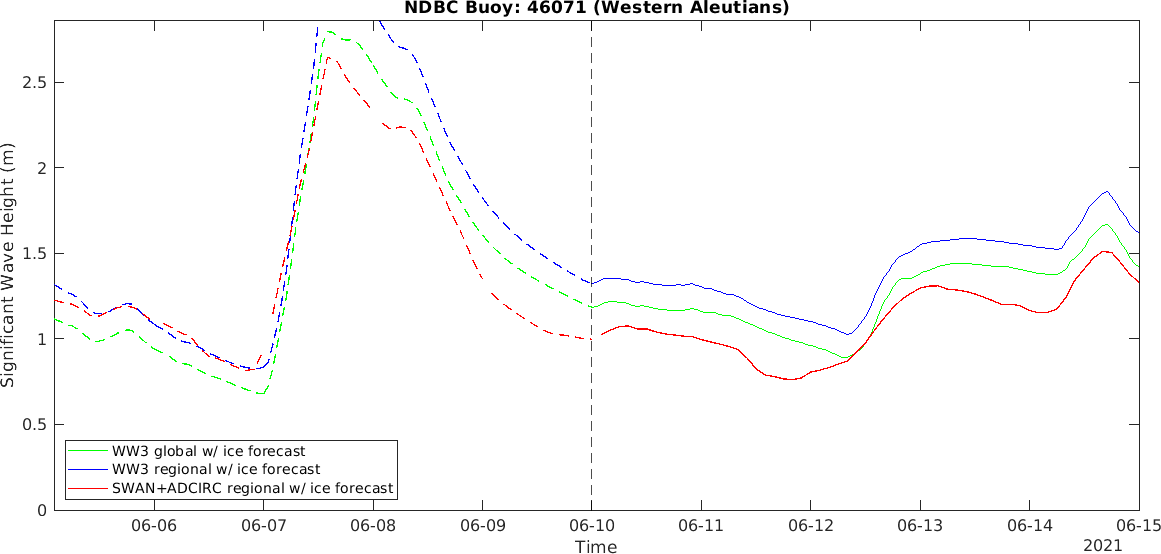 NDBC Buoy: 46071 (Western Aleutians)
Significant Wave Height (m)
2.5
2
1.5
1
0.5
0
WW3 global w/ ice forecast
WW3 regional w/ ice forecast
SWAN+ADCIRC regional w/ ice forecast
06-06 06-07 06-08 06-09 06-10 06-11 06-12 06-13 06-14 06-15
Time
2021